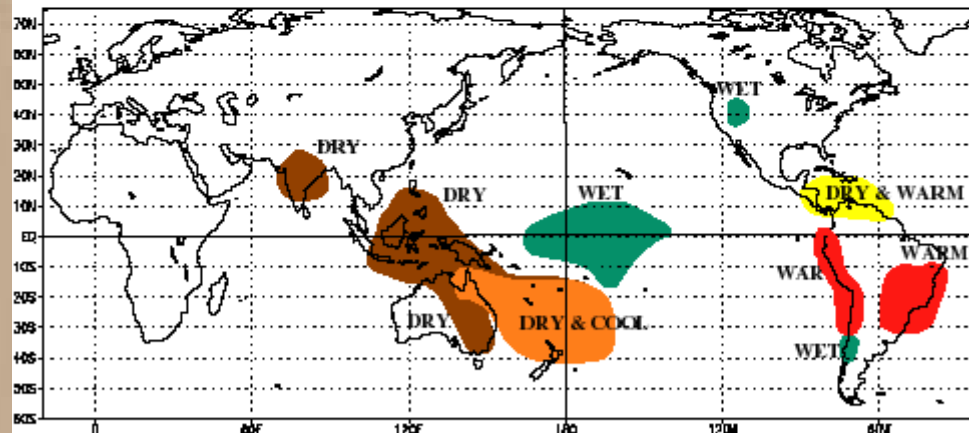 70N
60N
50N
WET
40N
30N
DRY
20N
DRY
WET
DRY & WARM
10N
EQ
WARM
10S
WAR
20S
DRY
DRY & COOL
30S
WET
40S
50S
60S
0
60E
120E
180
120W
60W